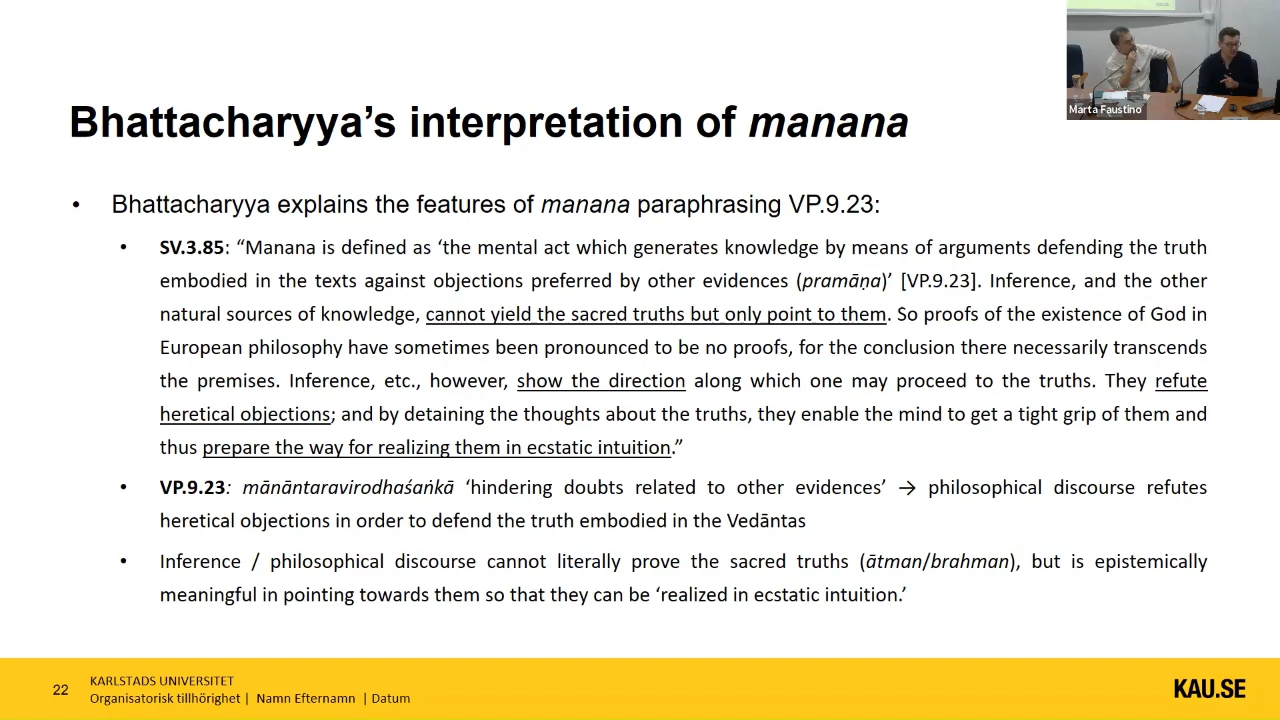 Marta Faustino
Bhattacharyya’s interpretation of manana
• Bhattacharyya explains the features of manana paraphrasing VP.9.23:
• SV.3.85: “Manana is defined as ‘the mental act which generates knowledge by means of arguments defending the truth
embodied in the texts against objections preferred by other evidences (pramāṇa)’ [VP.9.23]. Inference, and the other
natural sources of knowledge, cannot yield the sacred truths but only point to them. So proofs of the existence of God in
European philosophy have sometimes been pronounced to be no proofs, for the conclusion there necessarily transcends
the premises. Inference, etc., however, show the direction along which one may proceed to the truths. They refute
heretical objections; and by detaining the thoughts about the truths, they enable the mind to get a tight grip of them and
thus prepare the way for realizing them in ecstatic intuition.”
• VP.9.23: mānāntaravirodhaśaṅkā ‘hindering doubts related to other evidences’ → philosophical discourse refutes
heretical objections in order to defend the truth embodied in the Vedāntas
• Inference / philosophical discourse cannot literally prove the sacred truths (ātman/brahman), but is epistemically
meaningful in pointing towards them so that they can be ‘realized in ecstatic intuition.’
22
KARLSTADS UNIVERSITET
Organisatorisk tillhörighet | Namn Efternamn | Datum
KAU.SE